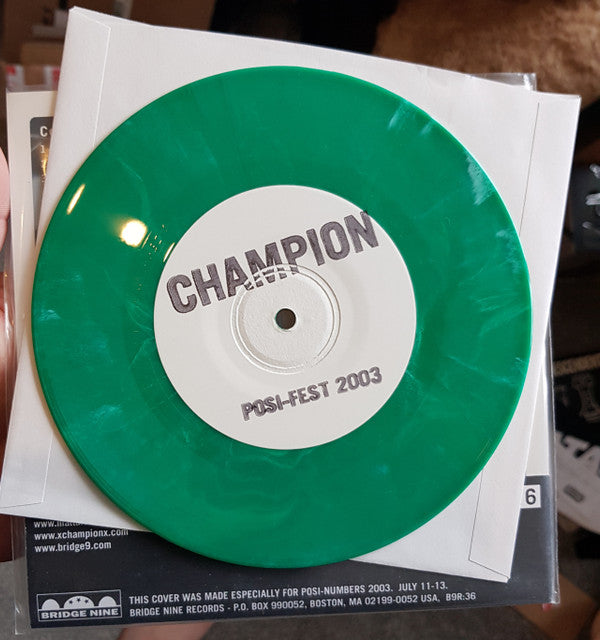 CHAMPION
POSI-FEST 2003
6
www.xchampionx.com
www.bridge9.com
BRIDGE NINE
THIS COVER WAS MADE ESPECIALLY FOR POSI-NUMBERS 2003. JULY 11-13.
BRIDGE NINE RECORDS - P.O. BOX 990052, BOSTON, MA 02199-0052 USA, B9R:36